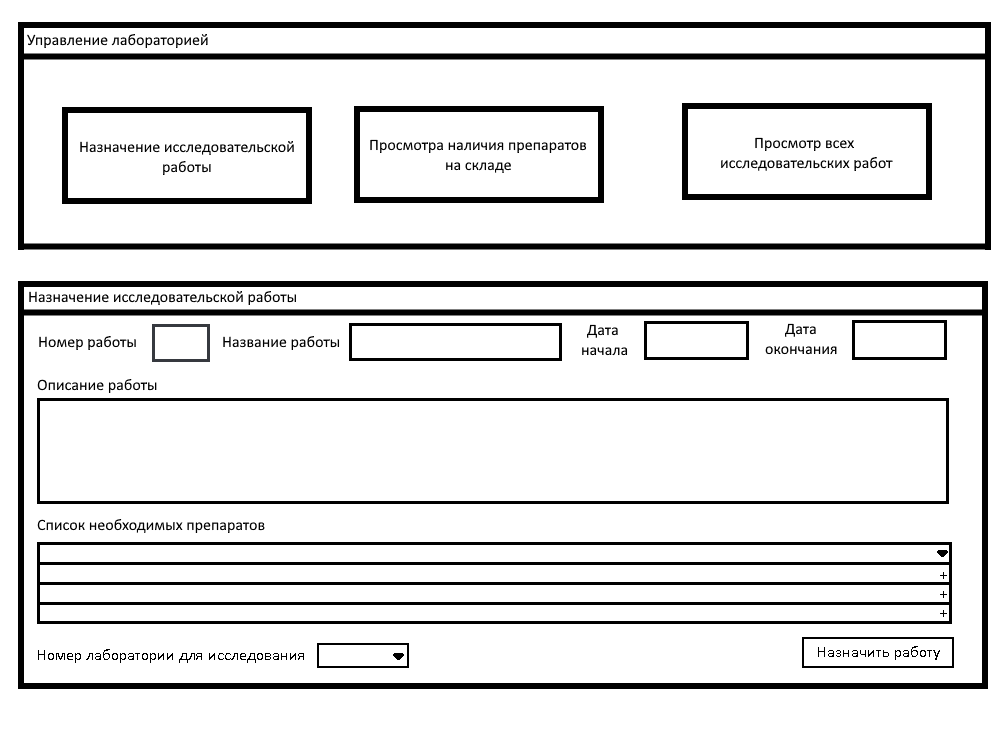 Управление лабораторией
Назначение исследовательской
работы
Просмотра наличия препаратов
на складе
Просмотр всех
исследовательских работ
Назначение исследовательской работы
Номер работы
Название работы
Дата
начала
Дата
окончания
Описание работы
Список необходимых препаратов
+
+
+
Номер лаборатории для исследования
Назначить работу